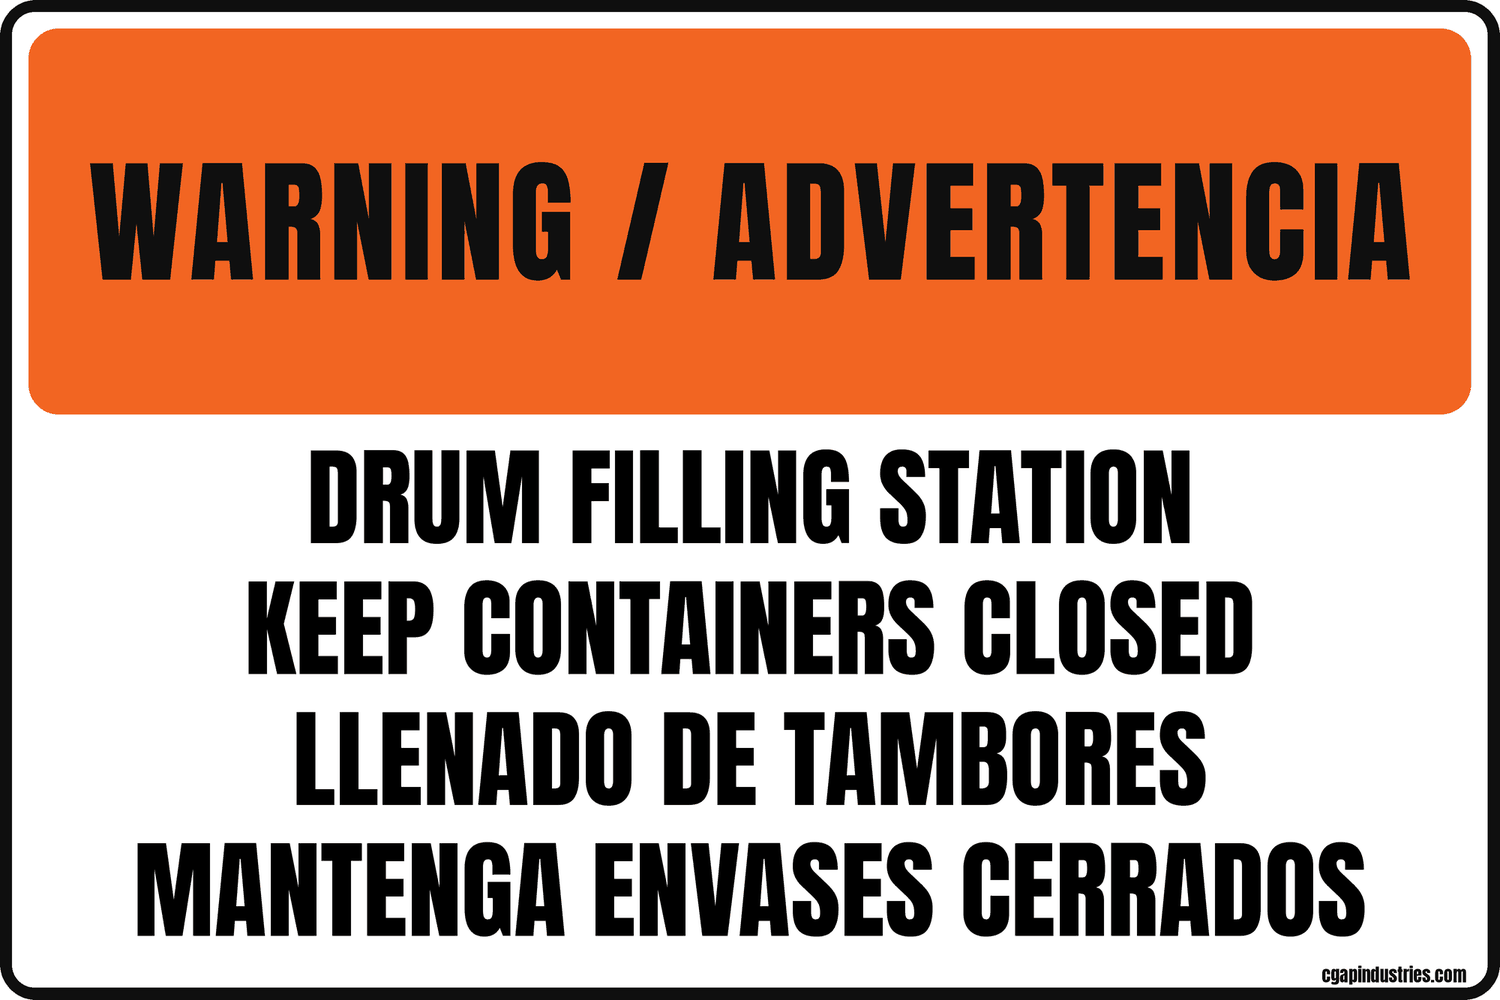 WARNING / ADVERTENCIA
DRUM FILLING STATION
KEEP CONTAINERS CLOSED
LLENADO DE TAMBORES
MANTENGA ENVASES CERRADOS
cgapindustries.com